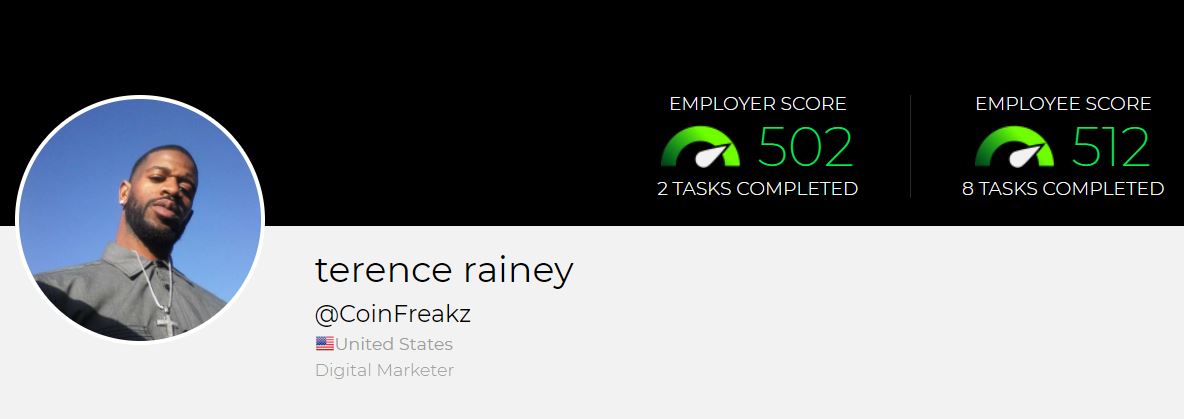 EMPLOYER SCORE
502
2 TASKS COMPLETED
EMPLOYEE SCORE
512
8 TASKS COMPLETED
terence rainey
@CoinFreakz
United States
Digital Marketer